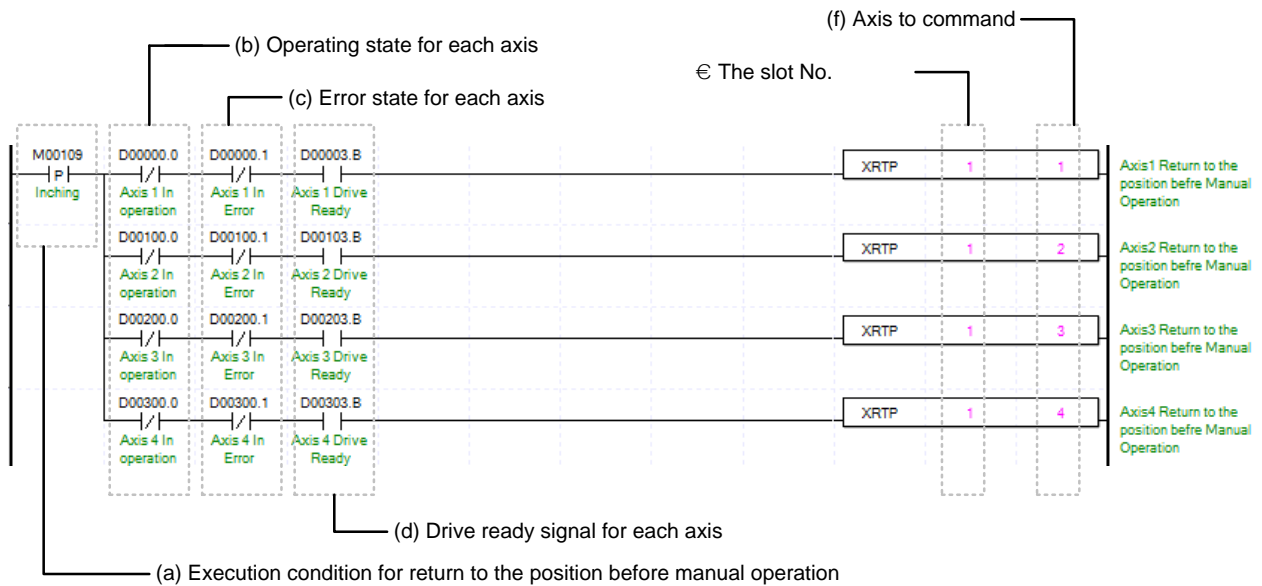 (f) Axis to command
(b) Operating state for each axis
€ The slot No.
(c) Error state for each axis
M00109 D00000.0 D00000.1 D00003.B
P
XRTP 1 1
Inching
Axis 1 In operation
Axis 1 In Error
Axis 1 Drive Ready
Axis1 Return to the
position befre Manual
Operation
D00100.0 D00100.1 D00103.B
XRTP 1 2
Axis 2 In operation
Axis 2 In Error
Axis 2 Drive Ready
Axis2 Return to the
position befre Manual
Operation
D00200.0 D00200.1 D00203.B
XRTP 1 3
Axis 3 In operation
Axis 3 In Error
Axis 3 Drive Ready
Axis3 Return to the
position befre Manual
Operation
D00300.0 D00300.1 D00303.B
XRTP 1 4
Axis 4 In operation
Axis 4 In Error
Axis 4 Drive Ready
Axis4 Return to the
position befre Manual
Operation
(d) Drive ready signal for each axis
(a) Execution condition for return to the position before manual operation